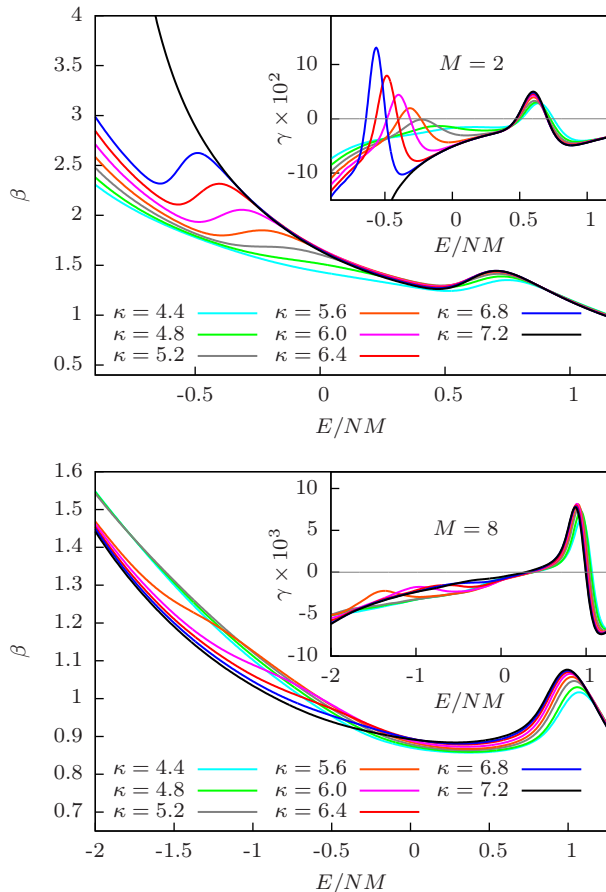 4
3.5
3
2.5
2
1.5
1
0.5
β
-0.5 0 0.5 1
E/NM
κ = 4.4 κ = 5.6 κ = 6.8
κ = 4.8 κ = 6.0 κ = 7.2
κ = 5.2 κ = 6.4
M = 2
γ × 10²
10
0
-10
-0.5 0 0.5 1
E/NM
1.6
1.5
1.4
1.3
1.2
1.1
1
0.9
0.8
0.7
β
-2 -1.5 -1 -0.5 0 0.5 1
E/NM
κ = 4.4 κ = 5.6 κ = 6.8
κ = 4.8 κ = 6.0 κ = 7.2
κ = 5.2 κ = 6.4
M = 8
γ × 10³
10
5
0
-5
-10
-2 -1 0 1
E/NM